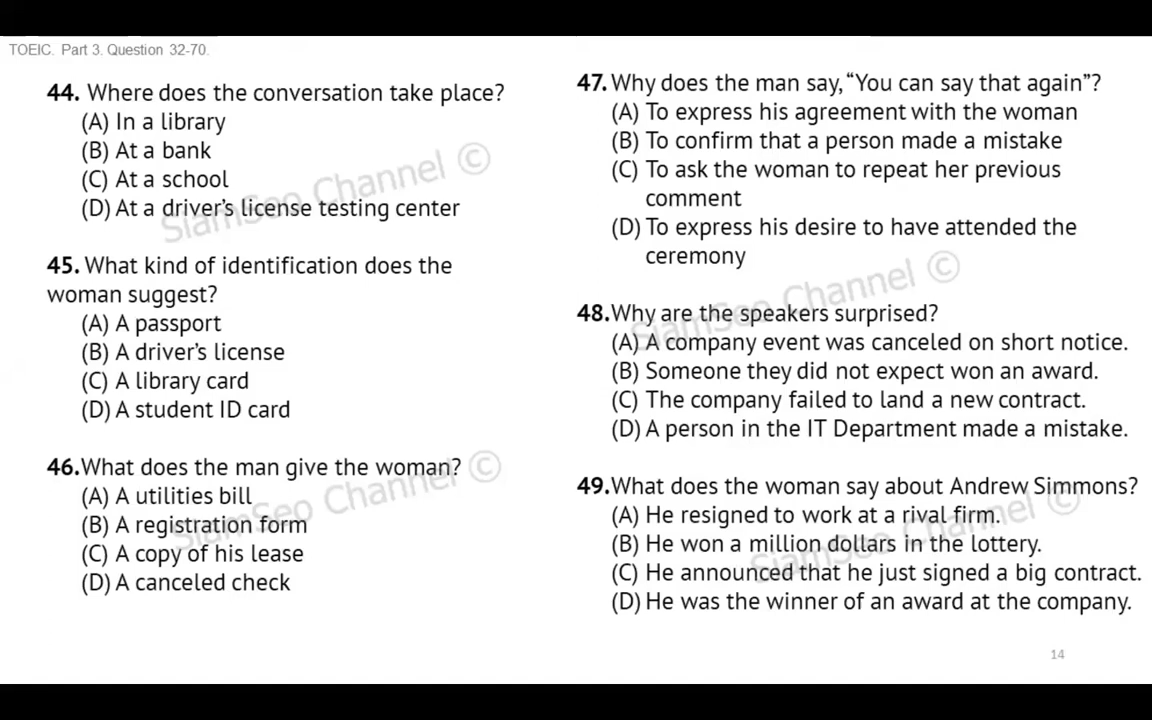 TOEIC. Part 3. Question 32-70.
44. Where does the conversation take place?
(A) In a library
(B) At a bank
(C) At a school
(D) At a driver's license testing center
45. What kind of identification does the
woman suggest?
(A) A passport
(B) A driver's license
(C) A library card
(D) A student ID card
46.What does the man give the woman?
(A) A utilities bill
(B) A registration form
(C) A copy of his lease
(D) A canceled check
47. Why does the man say, “You can say that again”?
(A) To express his agreement with the woman
(B) To confirm that a person made a mistake
(C) To ask the woman to repeat her previous
comment
(D) To express his desire to have attended the
ceremony
48.Why are the speakers surprised?
(A) A company event was canceled on short notice.
(B) Someone they did not expect won an award.
(C) The company failed to land a new contract.
(D) A person in the IT Department made a mistake.
49.What does the woman say about Andrew Simmons?
(A) He resigned to work at a rival firm.
(B) He won a million dollars in the lottery.
(C) He announced that he just signed a big contract.
(D) He was the winner of an award at the company.
SiamSeo Channel ©
SiamSeo Channel ©
SiamSeo Channel ©
SiamSeo Channel ©
14